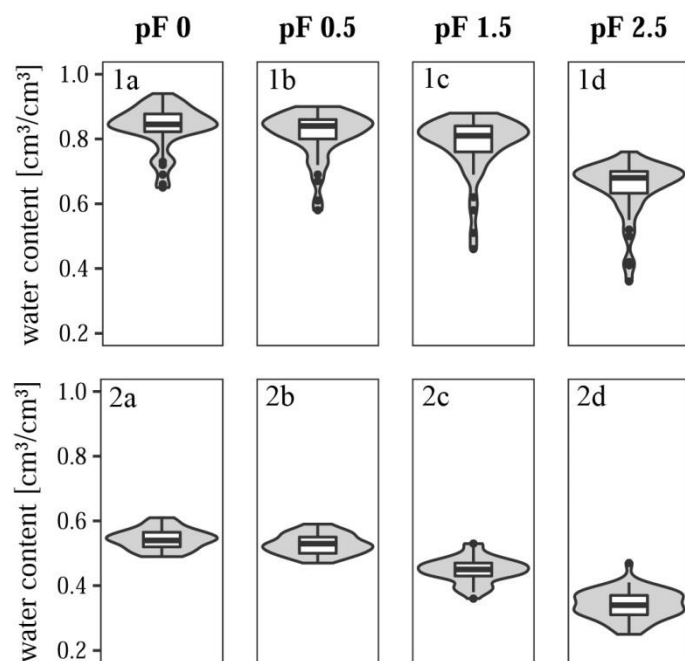 pF 0 pF 0.5 pF 1.5 pF 2.5
water content [cm³/cm³]
1.0
0.8
0.6
0.4
0.2
1a 1b 1c 1d
water content [cm³/cm³]
1.0
0.8
0.6
0.4
0.2
2a 2b 2c 2d